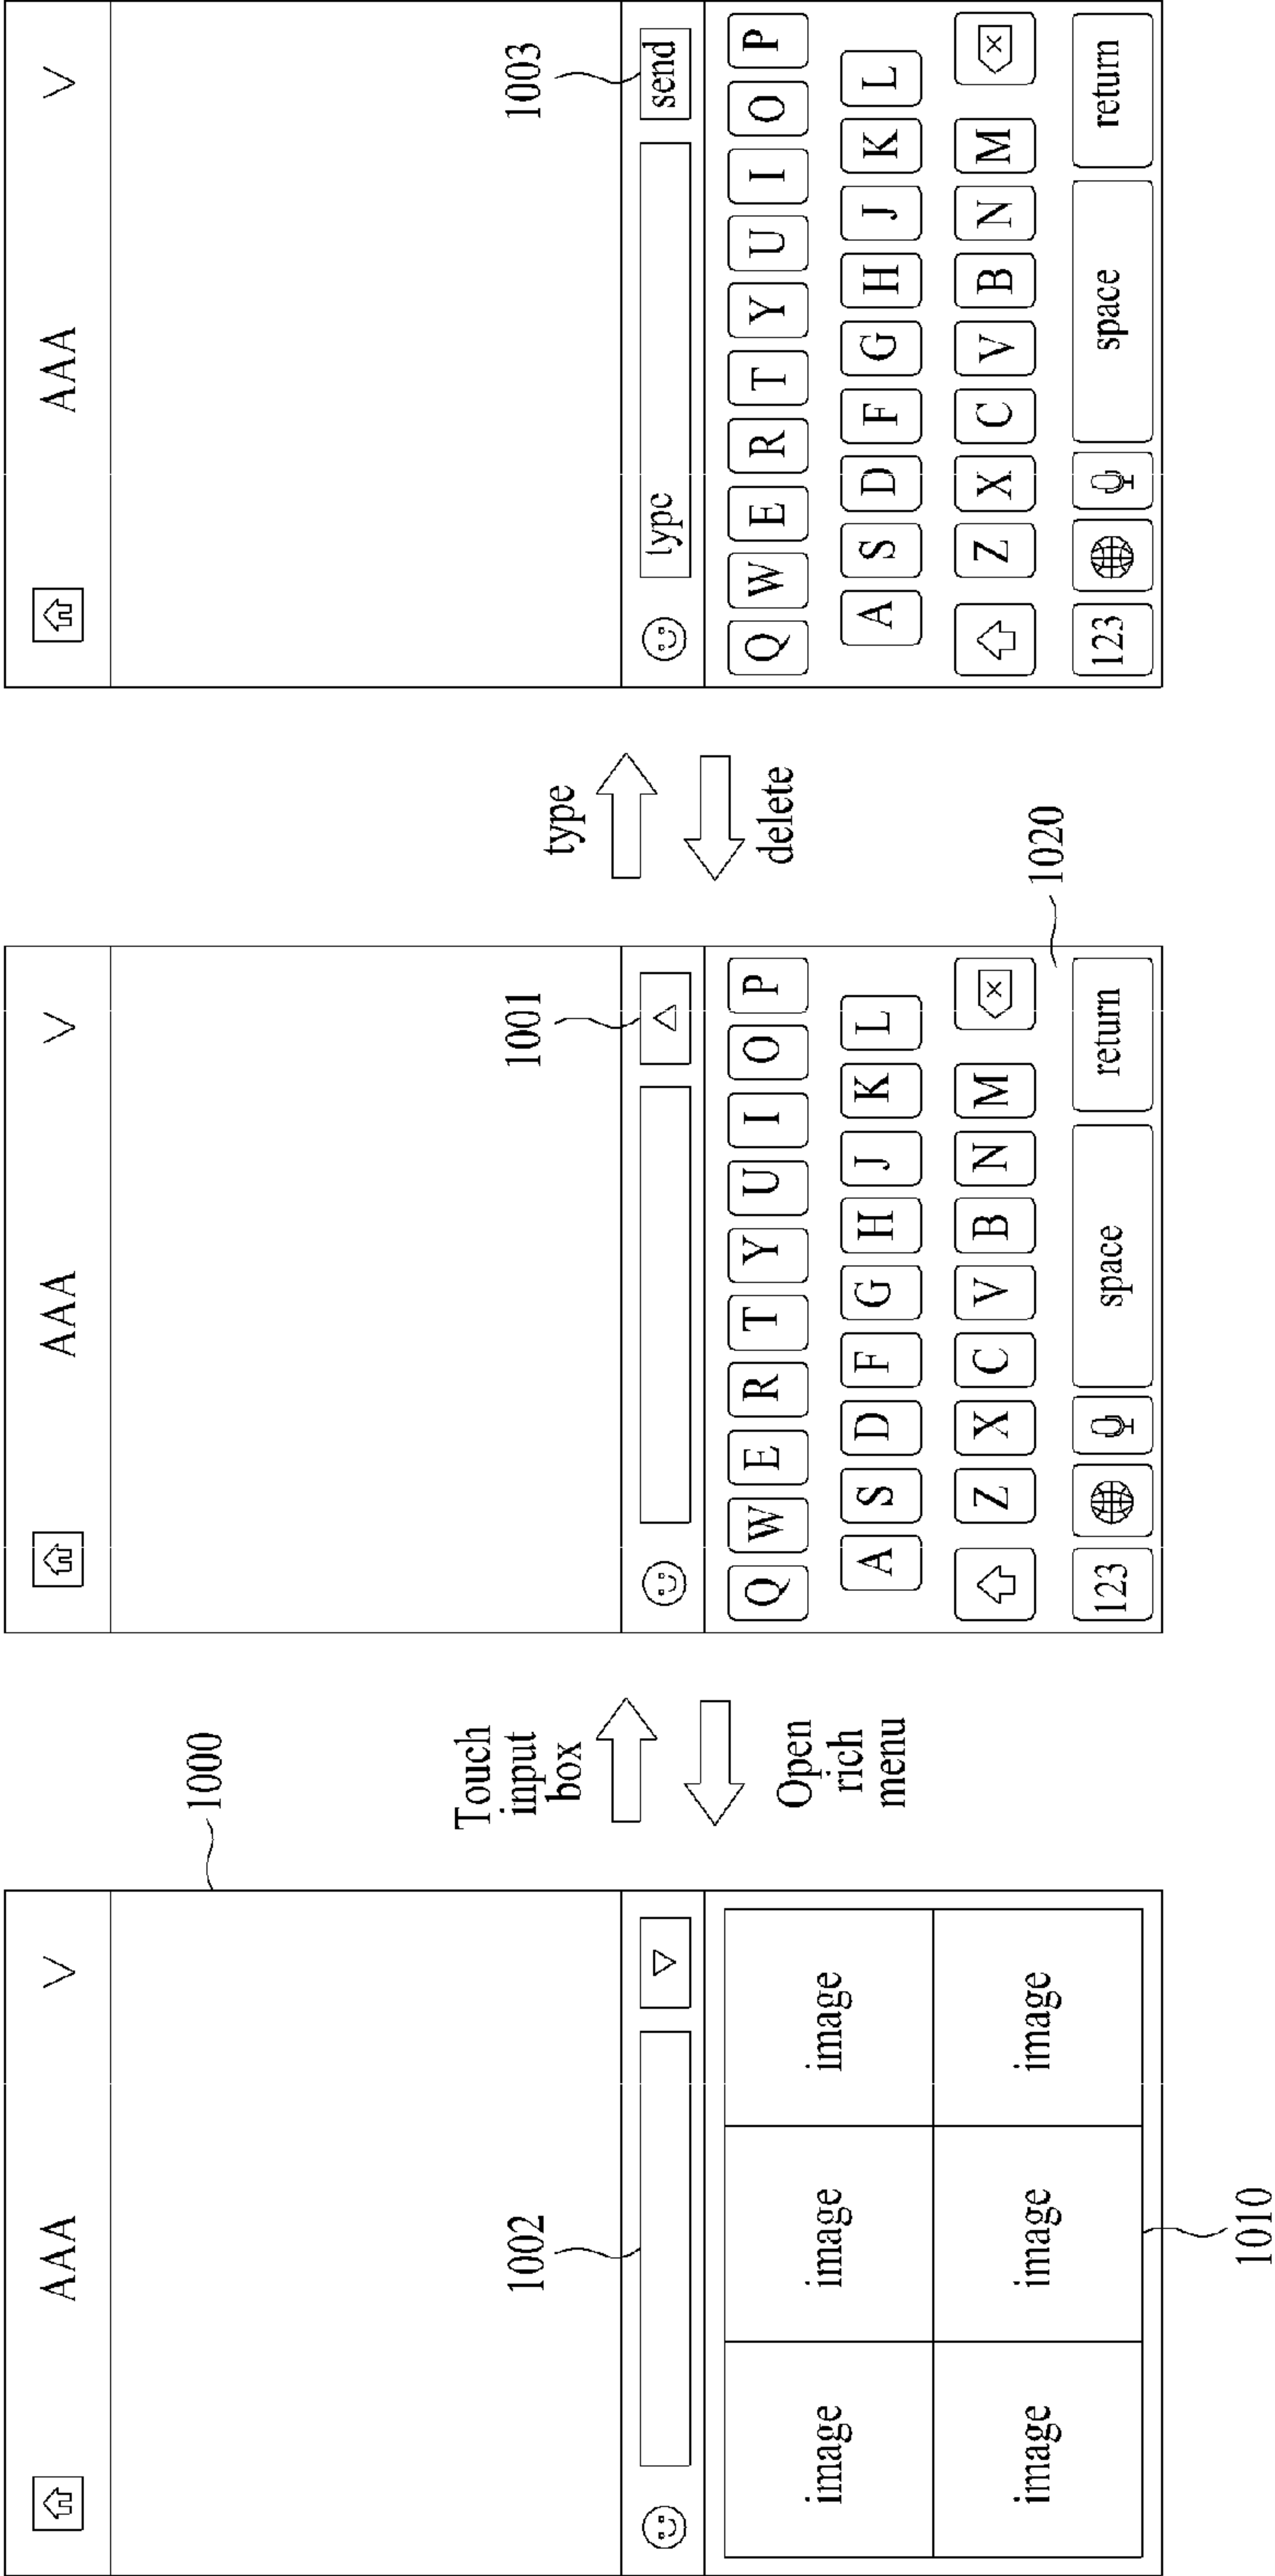 AAA
1000
1002
image image image
image image image
1010
Touch
input
box
Open
rich
menu
AAA
1001
Q W E R T Y U I O P
A S D F G H J K L
Z X C V B N M
123 space return
1020
type
delete
AAA
1003
type send
Q W E R T Y U I O P
A S D F G H J K L
Z X C V B N M
123 space return